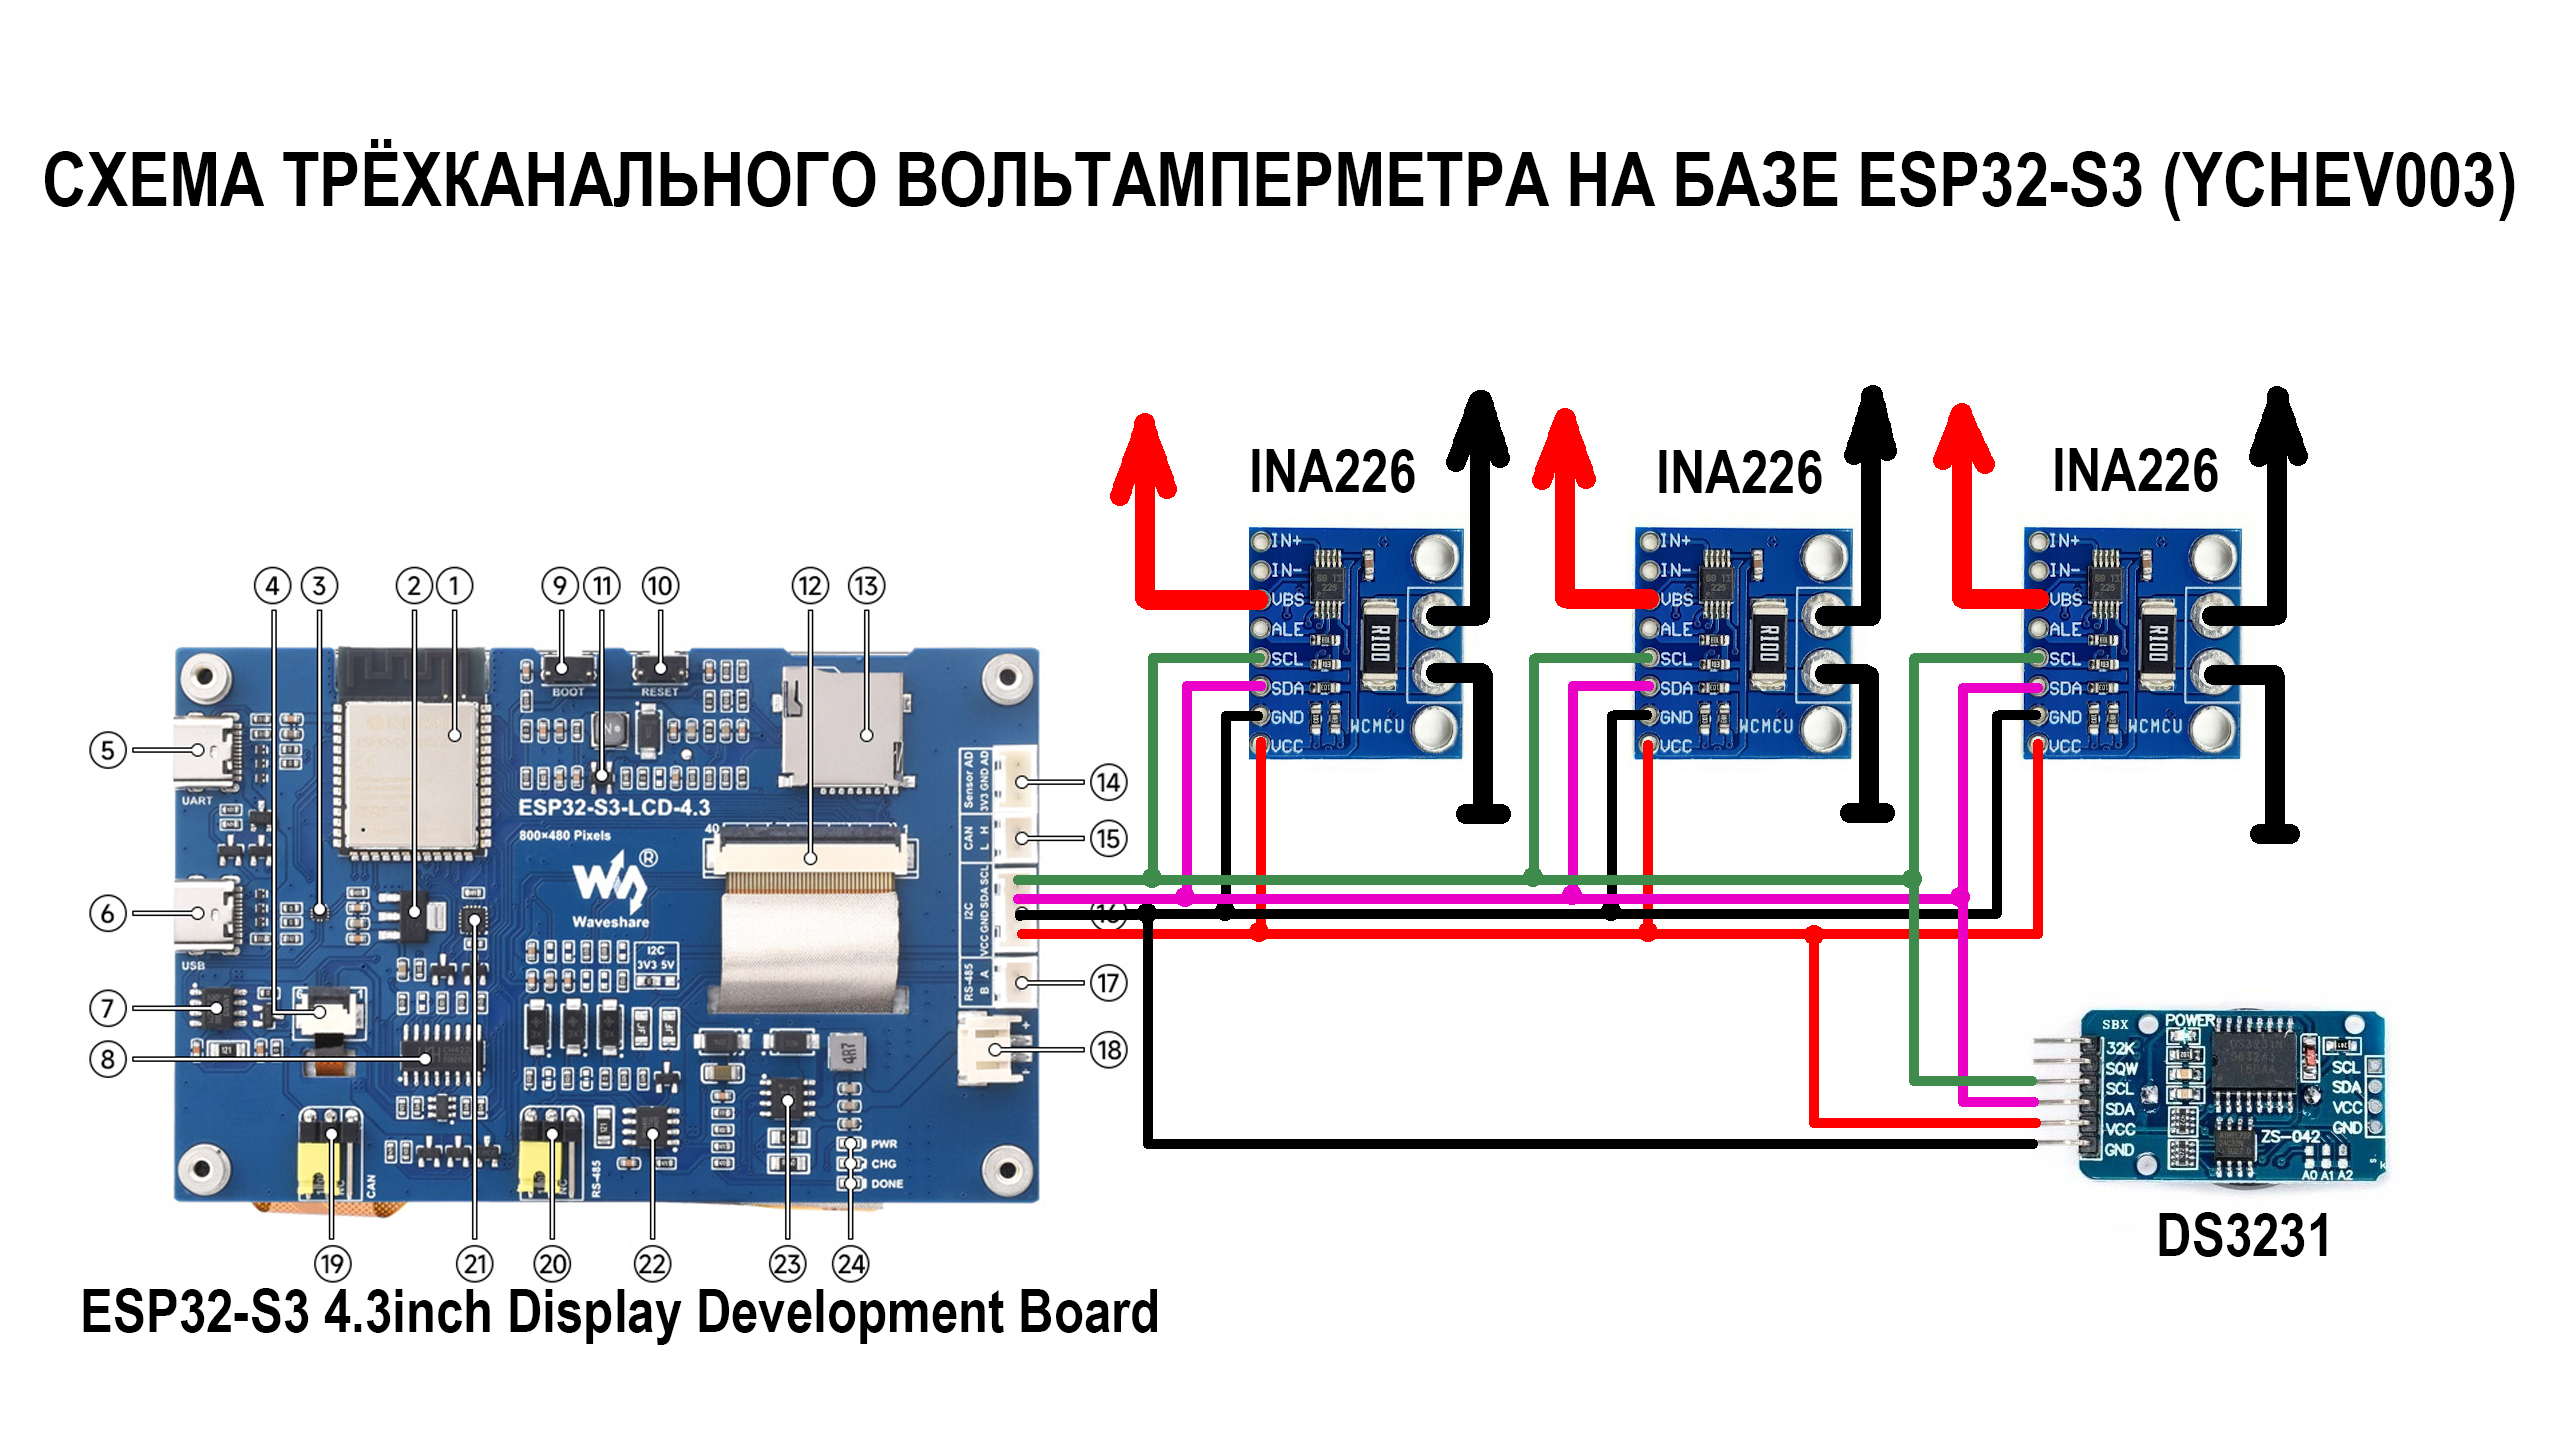 СХЕМА ТРЁХКАНАЛЬНОГО ВОЛЬТАМПЕРМЕТРА НА БАЗЕ ESP32-S3 (YCHEV003)
INA226
INA226
INA226
4 3 2 1 9 11 10 12 13
5
6
7
8
14
15
17
18
19 21 20 22 23 24
UART
USB
BOOT
RESET
ESP32-S3-LCD-4.3
800×480 Pixels
40 1
Waveshare®
I2C
3V3 5V
Sensor AD
3V3 GND AD
CAN
L H
I2C
VCC GND SDA SCL
RS-485
B A
4R7
PWR
CHG
DONE
CAN
RS-485
IN+
IN-
VBS
ALE
SCL
SDA
GND
VCC
R100
WCMCU
IN+
IN-
VBS
ALE
SCL
SDA
GND
VCC
R100
WCMCU
IN+
IN-
VBS
ALE
SCL
SDA
GND
VCC
R100
WCMCU
SBX
POWER
32K
SQW
SCL
SDA
VCC
GND
SCL
SDA
VCC
GND
ZS-042
A0 A1 A2
DS3231
ESP32-S3 4.3inch Display Development Board